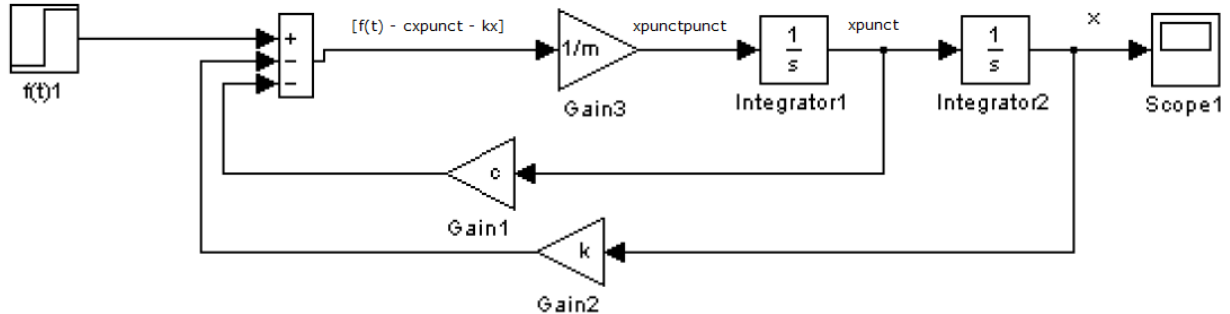 [f(t) - cxpunct - kx]
xpunctpunct
xpunct
x
+
−
−
1/m
1
s
1
s
f(t)1
Gain3
Integrator1
Integrator2
Scope1
c
Gain1
k
Gain2